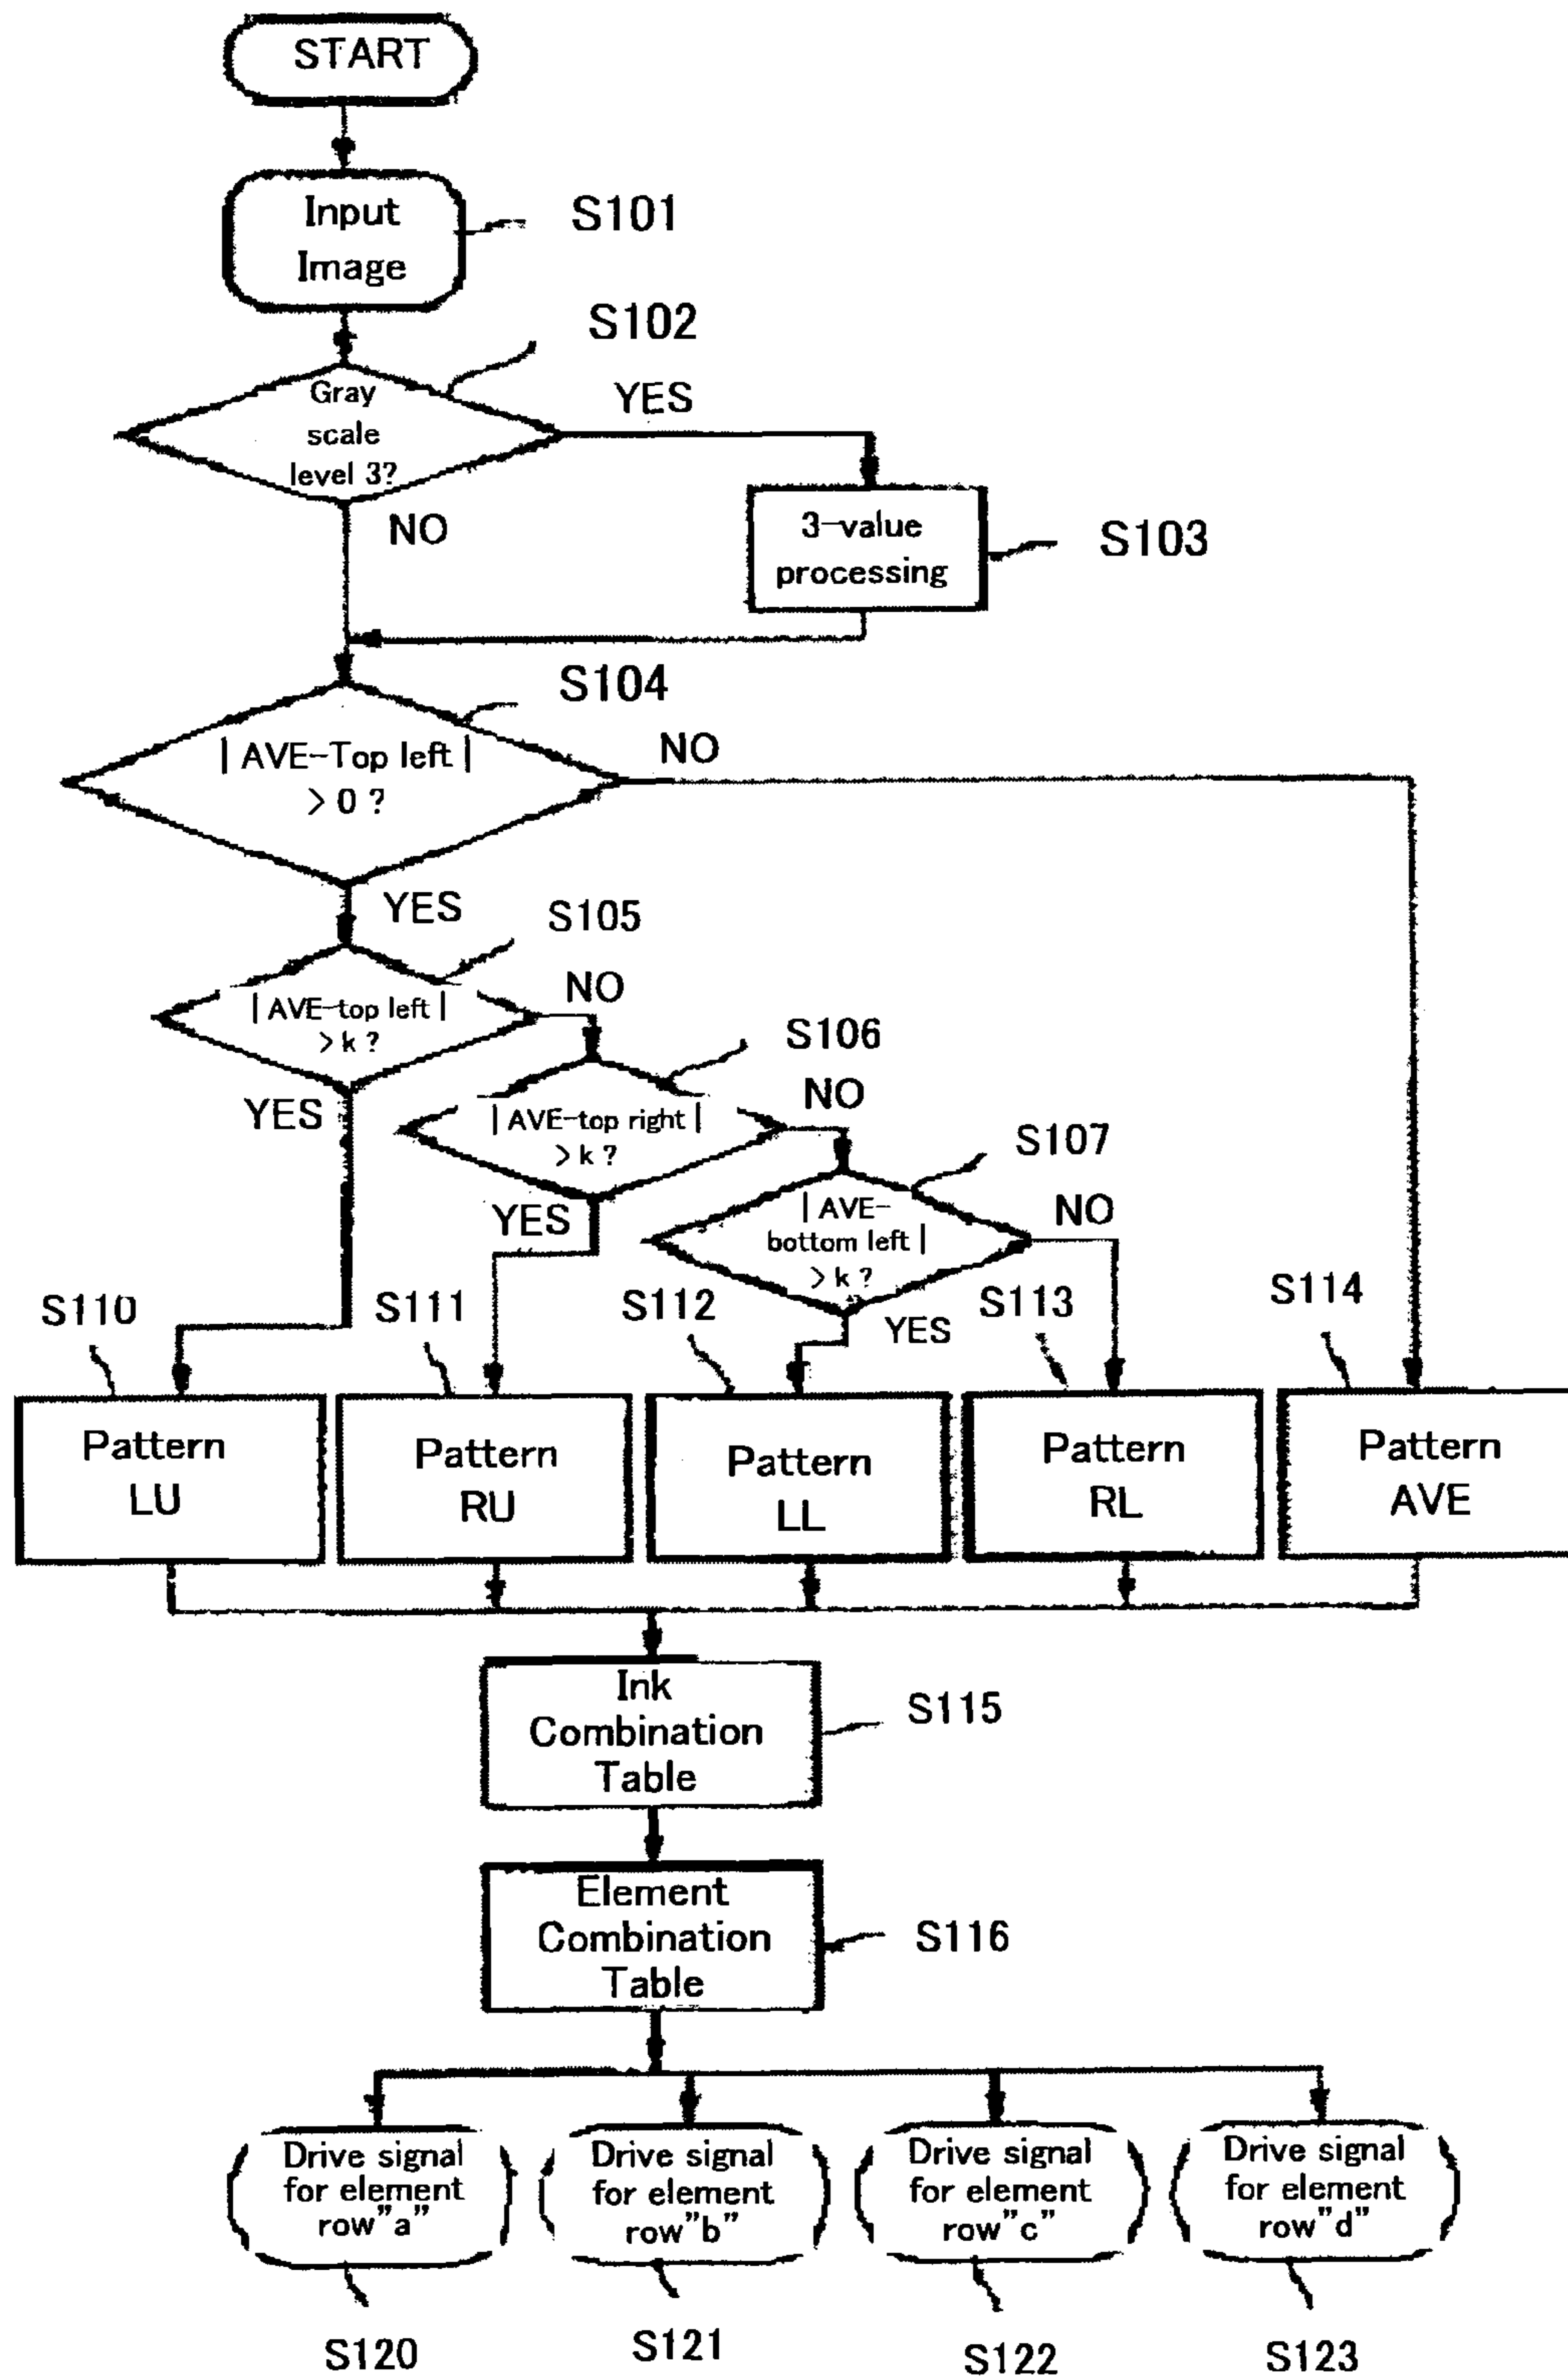 START
Input
Image
S101
S102
Gray
scale
level 3?
YES
NO
3-value
processing
S103
S104
| AVE-Top left |
> 0 ?
NO
YES
S105
| AVE-top left |
> k ?
NO
YES
S106
| AVE-top right |
> k ?
NO
YES
S107
| AVE-
bottom left |
> k ?
NO
YES
S110
S111
S112
S113
S114
Pattern
LU
Pattern
RU
Pattern
LL
Pattern
RL
Pattern
AVE
Ink
Combination
Table
S115
Element
Combination
Table
S116
Drive signal
for element
row"a"
Drive signal
for element
row"b"
Drive signal
for element
row"c"
Drive signal
for element
row"d"
S120
S121
S122
S123